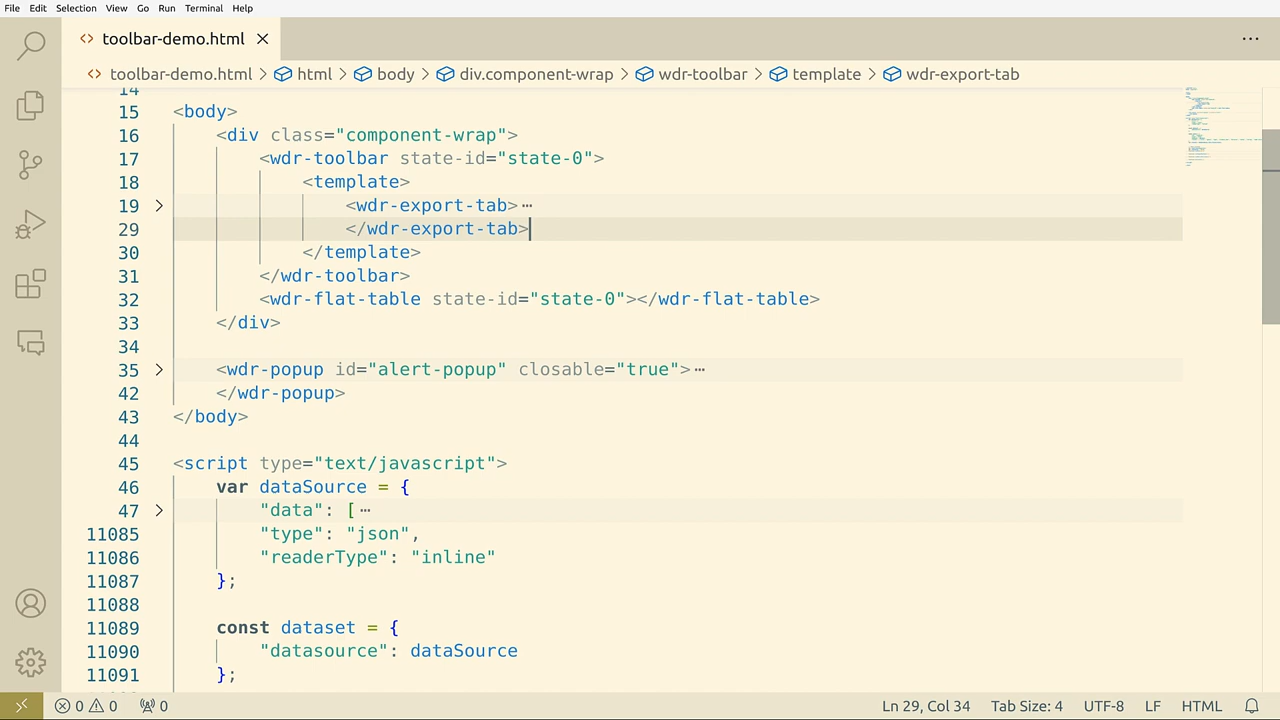 File Edit Selection View Go Run Terminal Help
toolbar-demo.html
toolbar-demo.html > html > body > div.component-wrap > wdr-toolbar > template > wdr-export-tab
14
15 <body>
16 <div class="component-wrap">
17 <wdr-toolbar state-id="state-0">
18 <template>
19 <wdr-export-tab>⋯
29 </wdr-export-tab>
30 </template>
31 </wdr-toolbar>
32 <wdr-flat-table state-id="state-0"></wdr-flat-table>
33 </div>
34
35 <wdr-popup id="alert-popup" closable="true">⋯
42 </wdr-popup>
43 </body>
44
45 <script type="text/javascript">
46 var dataSource = {
47 "data": [⋯
11085 "type": "json",
11086 "readerType": "inline"
11087 };
11088
11089 const dataset = {
11090 "datasource": dataSource
11091 };
0 0 0 Ln 29, Col 34 Tab Size: 4 UTF-8 LF HTML